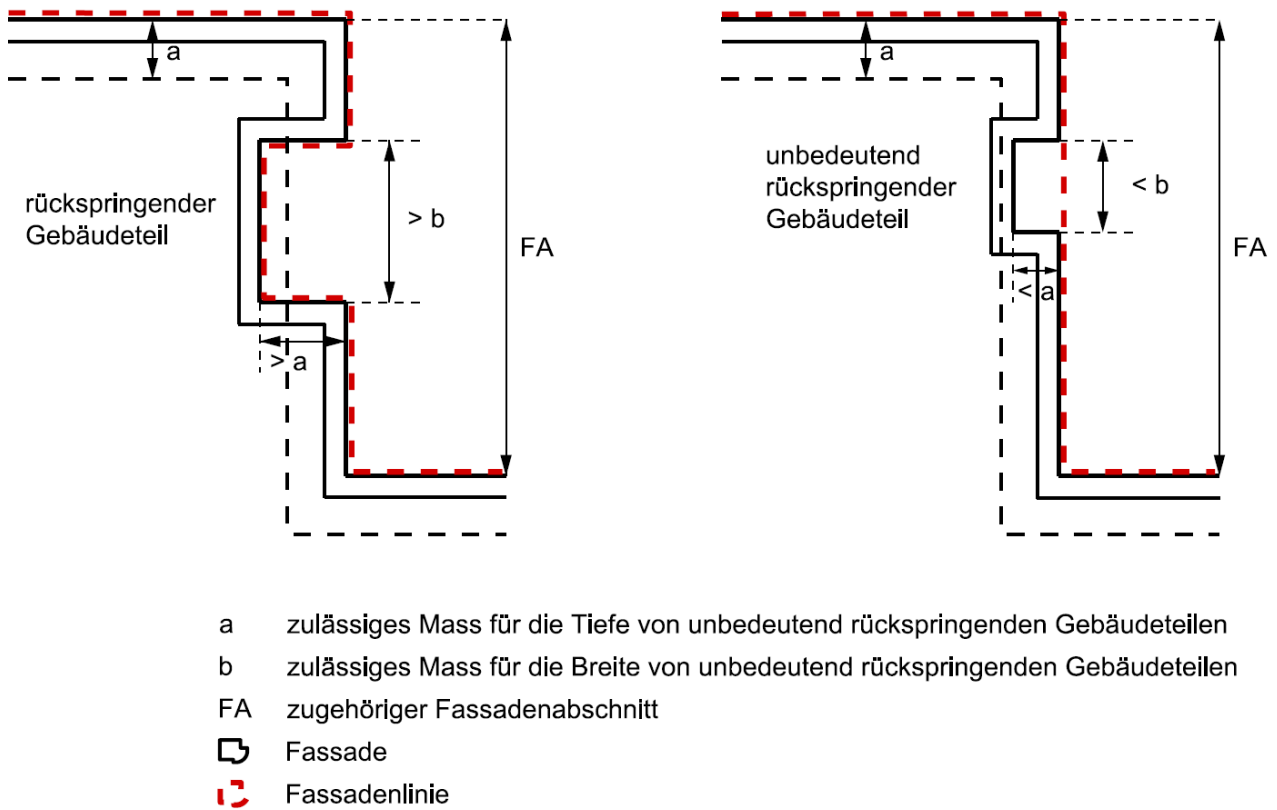 a
rückspringender
Gebäudeteil
> b
FA
> a
a
unbedeutend
rückspringender
Gebäudeteil
< b
FA
< a
a zulässiges Mass für die Tiefe von unbedeutend rückspringenden Gebäudeteilen
b zulässiges Mass für die Breite von unbedeutend rückspringenden Gebäudeteilen
FA zugehöriger Fassadenabschnitt
Fassade
Fassadenlinie